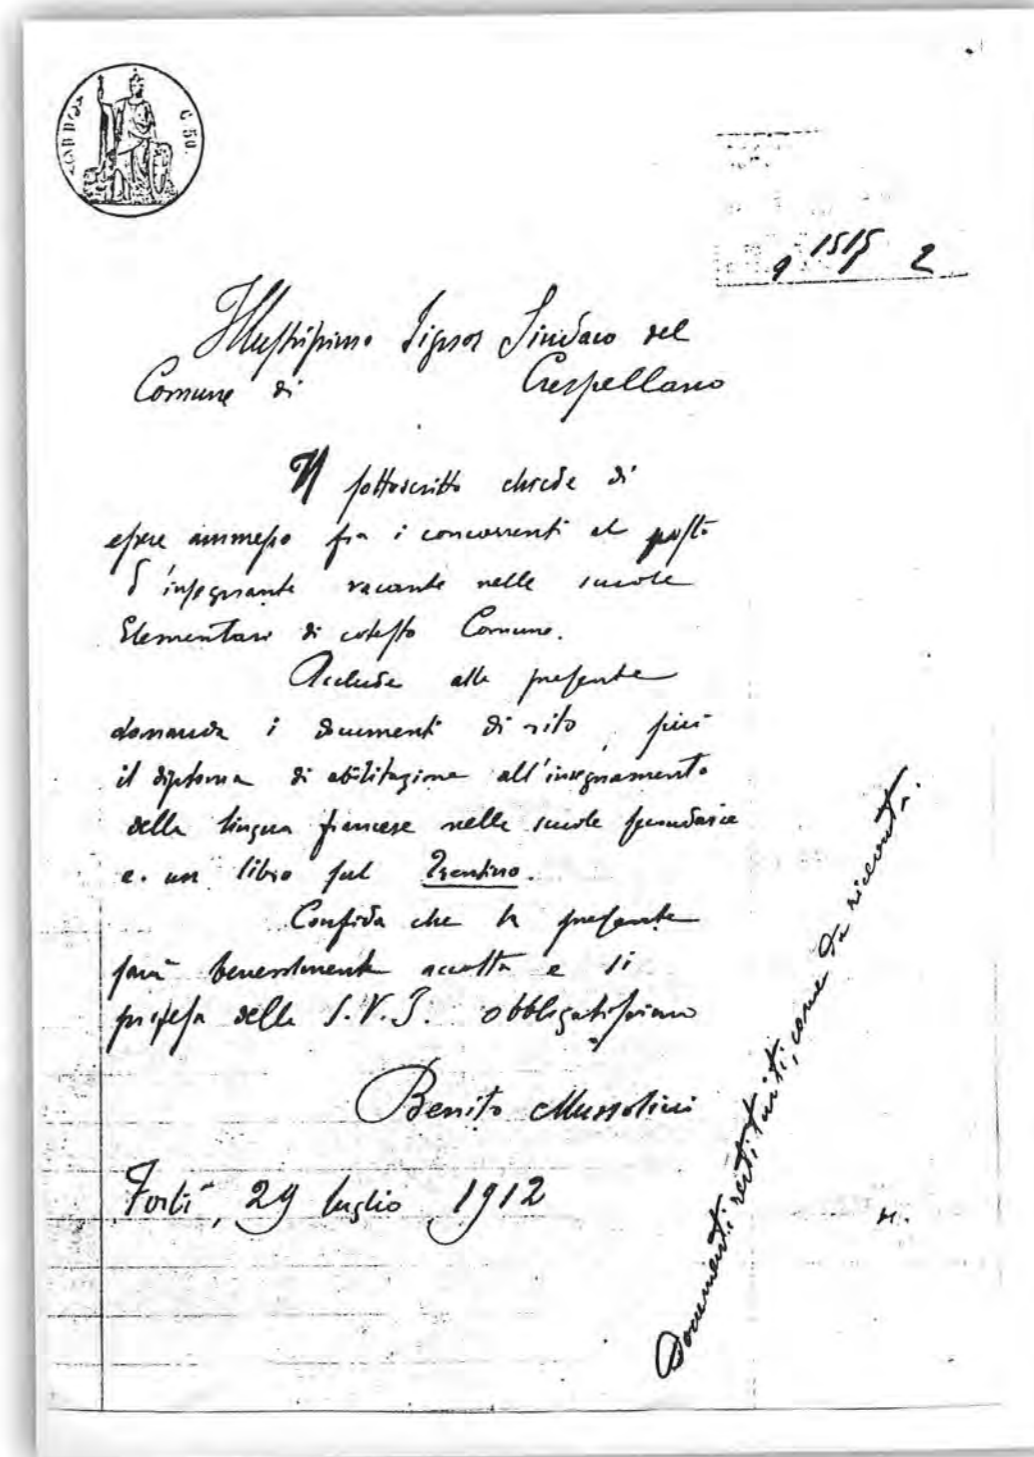 C. 50.
1515
9 2
Illustrissimo Signor Sindaco del
Comune di Crespellano
Il sottoscritto chiede di
essere ammesso fra i concorrenti al posto
d'insegnante vacante nelle scuole
Elementari di cotesto Comune.
Acclude alla presente
domanda i documenti di rito, più
il diploma di abilitazione all'insegnamento
della lingua francese nelle scuole secondarie
e un libro sul Trentino.
Confida che la presente
sarà benevolmente accolta e si
professa della S.V.I. obbligatissimo
Benito Mussolini
Forlì, 29 luglio 1912
Documenti restituiti, come da ricevuta.